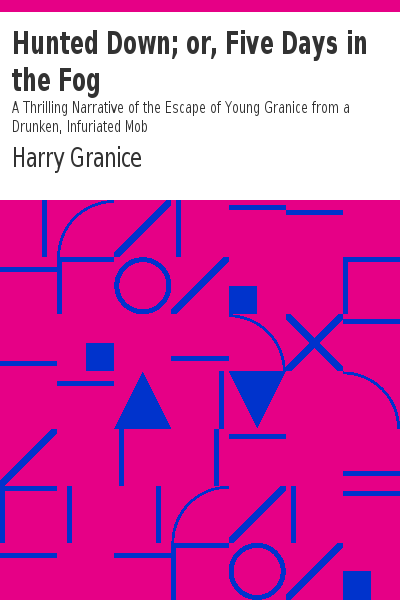 Hunted Down; or, Five Days in
the Fog
A Thrilling Narrative of the Escape of Young Granice from a
Drunken, Infuriated Mob
Harry Granice